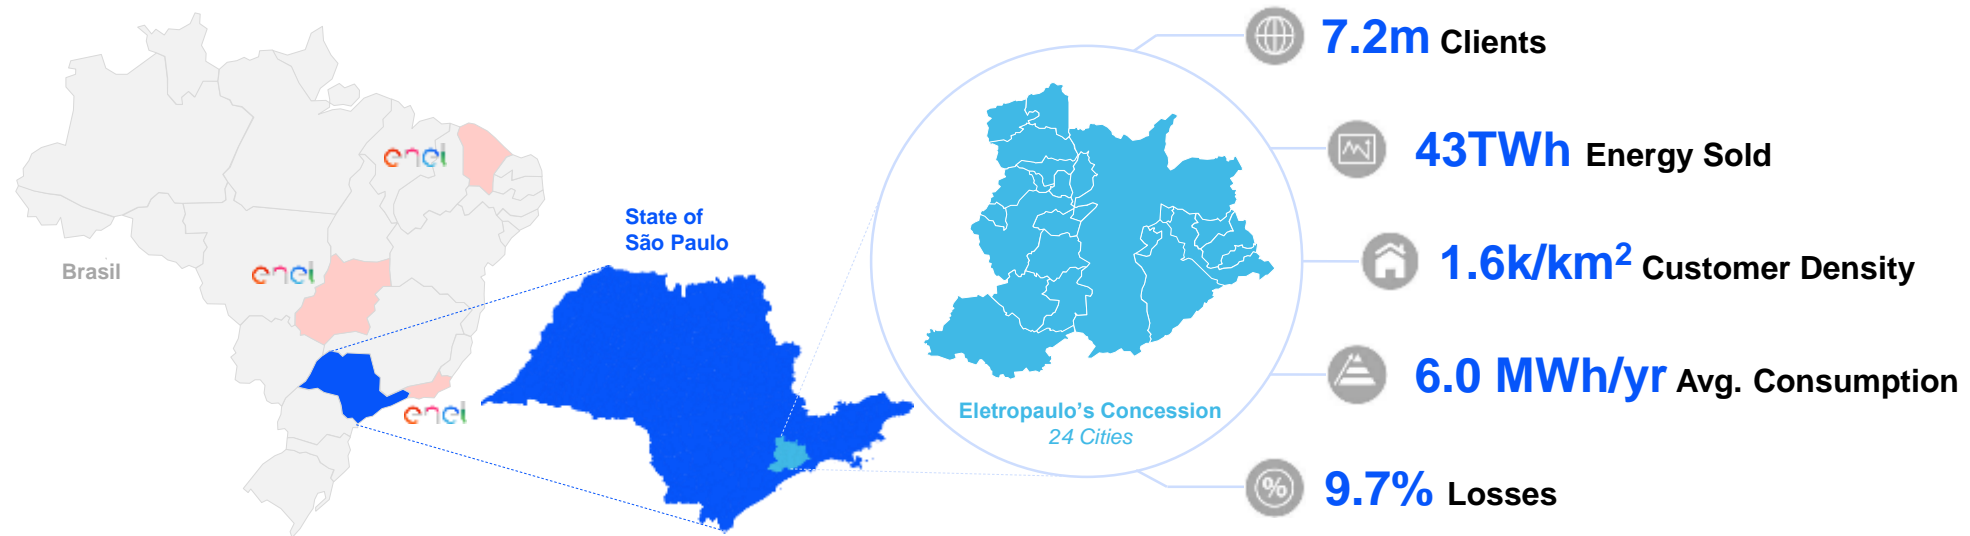 enel
enel
enel
Brasil
State of
São Paulo
Eletropaulo's Concession
24 Cities
7.2m Clients
43TWh Energy Sold
1.6k/km² Customer Density
6.0 MWh/yr Avg. Consumption
% 9.7% Losses